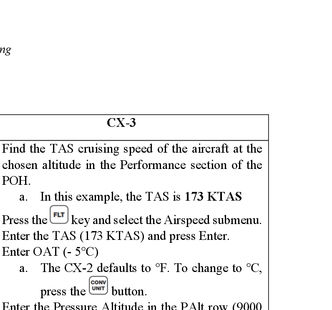 ng
CX-3
Find the TAS cruising speed of the aircraft at the
chosen altitude in the Performance section of the
POH.
a. In this example, the TAS is 173 KTAS
Press the FLT key and select the Airspeed submenu.
Enter the TAS (173 KTAS) and press Enter.
Enter OAT (- 5°C)
a. The CX-2 defaults to °F. To change to °C,
press the CONV UNIT button.
Enter the Pressure Altitude in the PAlt row (9000